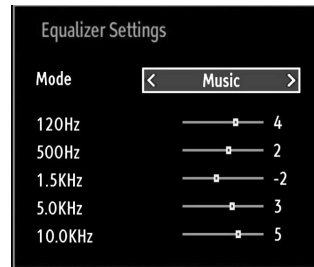 Equalizer Settings
Mode < Music >
120Hz 4
500Hz 2
1.5KHz -2
5.0KHz 3
10.0KHz 5